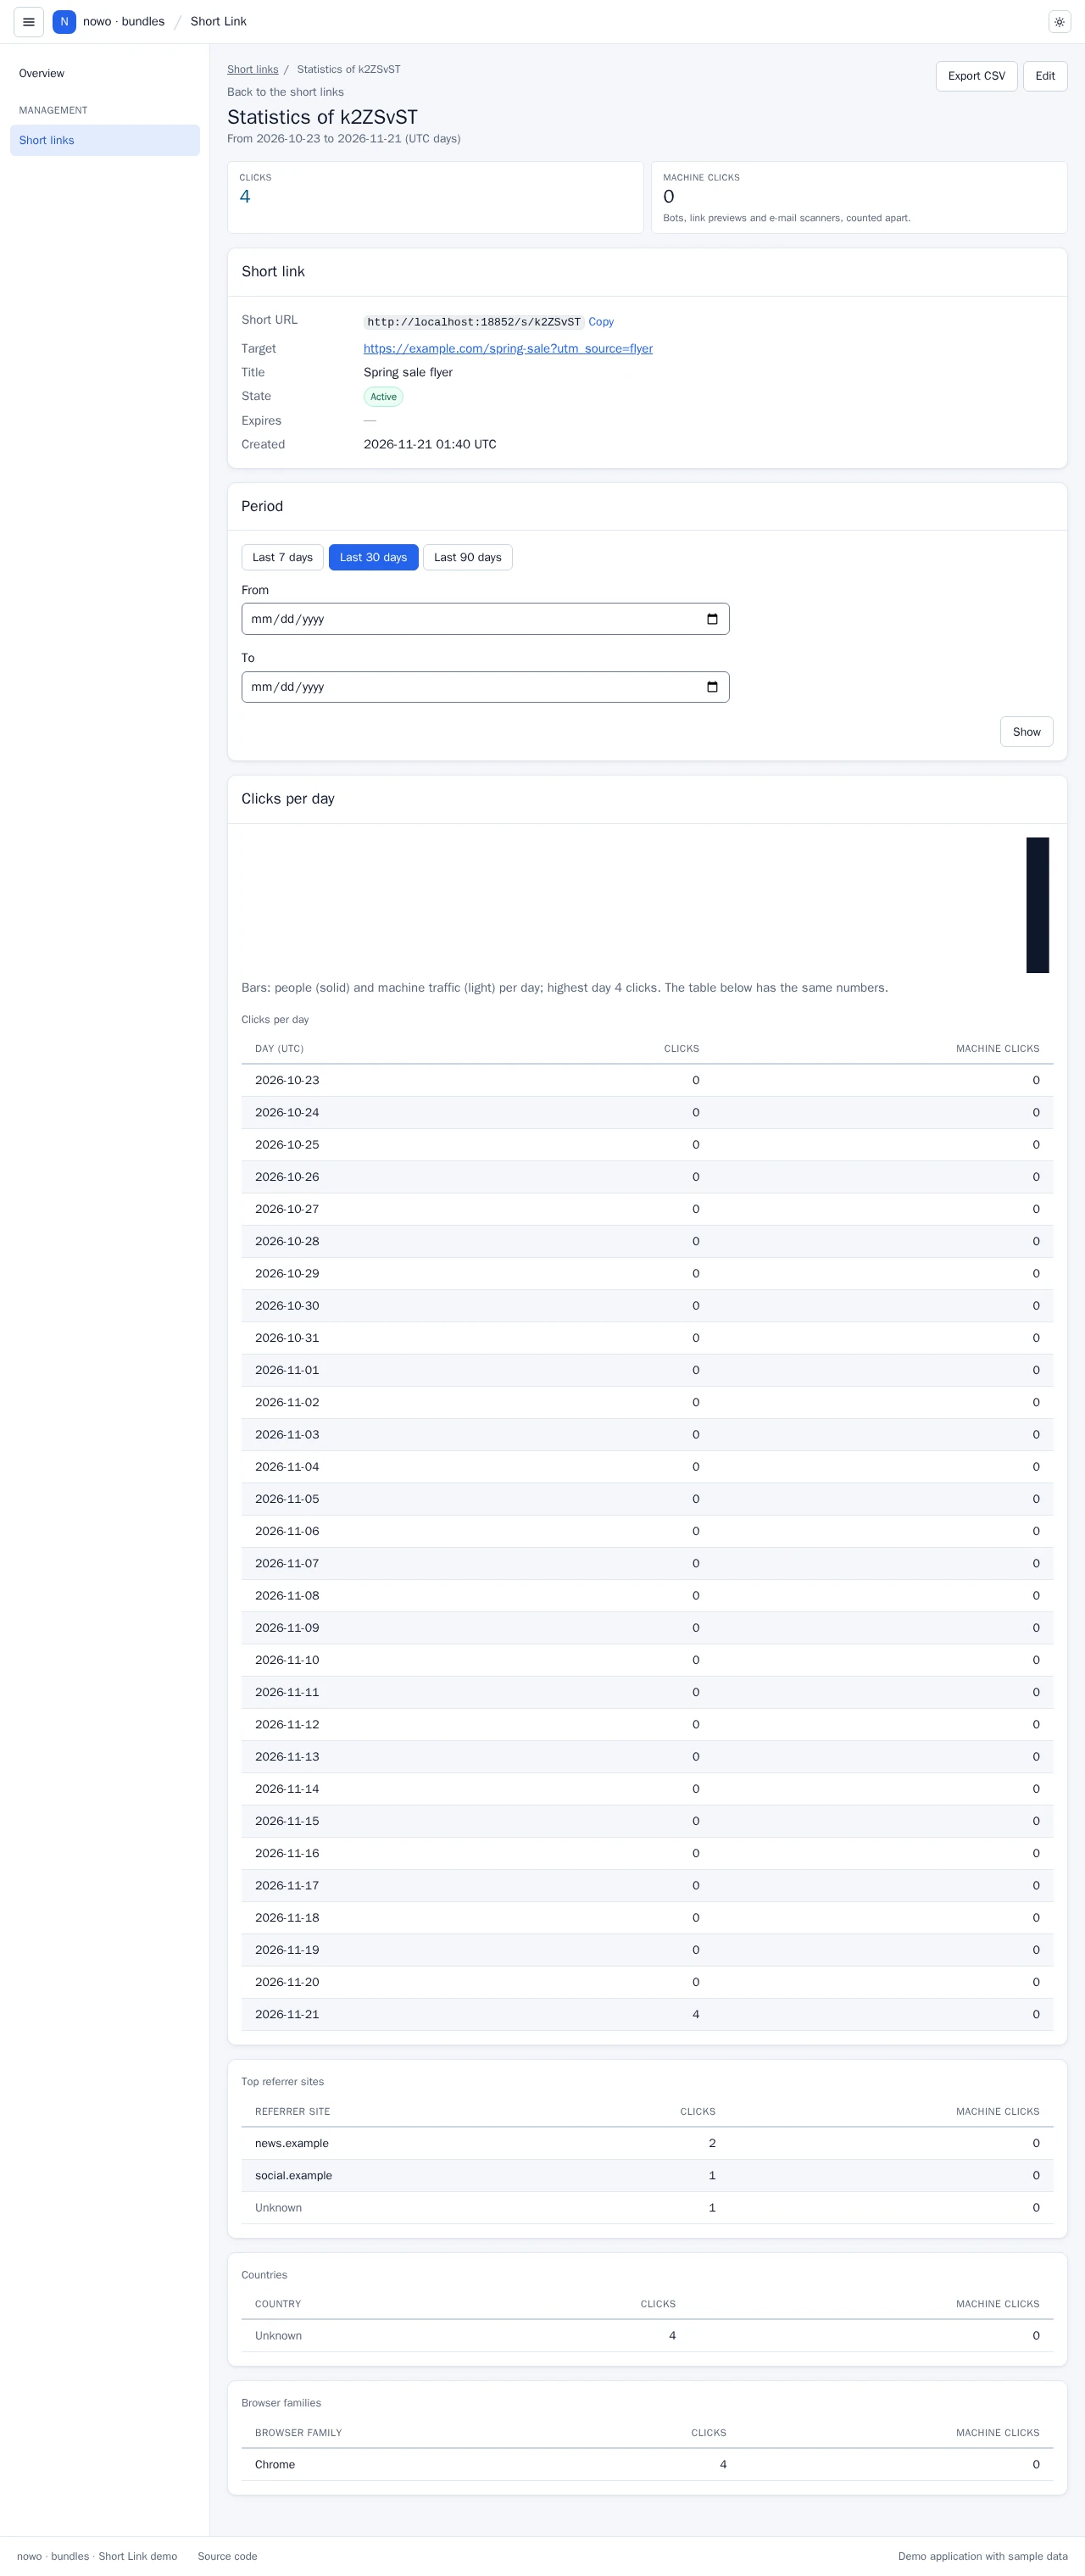 N nowo · bundles / Short Link
Overview
MANAGEMENT
Short links
Short links / Statistics of k2ZSvST
Export CSV Edit
Back to the short links
Statistics of k2ZSvST
From 2026-10-23 to 2026-11-21 (UTC days)
CLICKS
4
MACHINE CLICKS
0
Bots, link previews and e-mail scanners, counted apart.
Short link
Short URL http://localhost:18852/s/k2ZSvST Copy
Target https://example.com/spring-sale?utm_source=flyer
Title Spring sale flyer
State Active
Expires —
Created 2026-11-21 01:40 UTC
Period
Last 7 days Last 30 days Last 90 days
From
mm/dd/yyyy
To
mm/dd/yyyy
Show
Clicks per day
Bars: people (solid) and machine traffic (light) per day; highest day 4 clicks. The table below has the same numbers.
Clicks per day
DAY (UTC) CLICKS MACHINE CLICKS
2026-10-23 0 0
2026-10-24 0 0
2026-10-25 0 0
2026-10-26 0 0
2026-10-27 0 0
2026-10-28 0 0
2026-10-29 0 0
2026-10-30 0 0
2026-10-31 0 0
2026-11-01 0 0
2026-11-02 0 0
2026-11-03 0 0
2026-11-04 0 0
2026-11-05 0 0
2026-11-06 0 0
2026-11-07 0 0
2026-11-08 0 0
2026-11-09 0 0
2026-11-10 0 0
2026-11-11 0 0
2026-11-12 0 0
2026-11-13 0 0
2026-11-14 0 0
2026-11-15 0 0
2026-11-16 0 0
2026-11-17 0 0
2026-11-18 0 0
2026-11-19 0 0
2026-11-20 0 0
2026-11-21 4 0
Top referrer sites
REFERRER SITE CLICKS MACHINE CLICKS
news.example 2 0
social.example 1 0
Unknown 1 0
Countries
COUNTRY CLICKS MACHINE CLICKS
Unknown 4 0
Browser families
BROWSER FAMILY CLICKS MACHINE CLICKS
Chrome 4 0
nowo · bundles · Short Link demo Source code Demo application with sample data